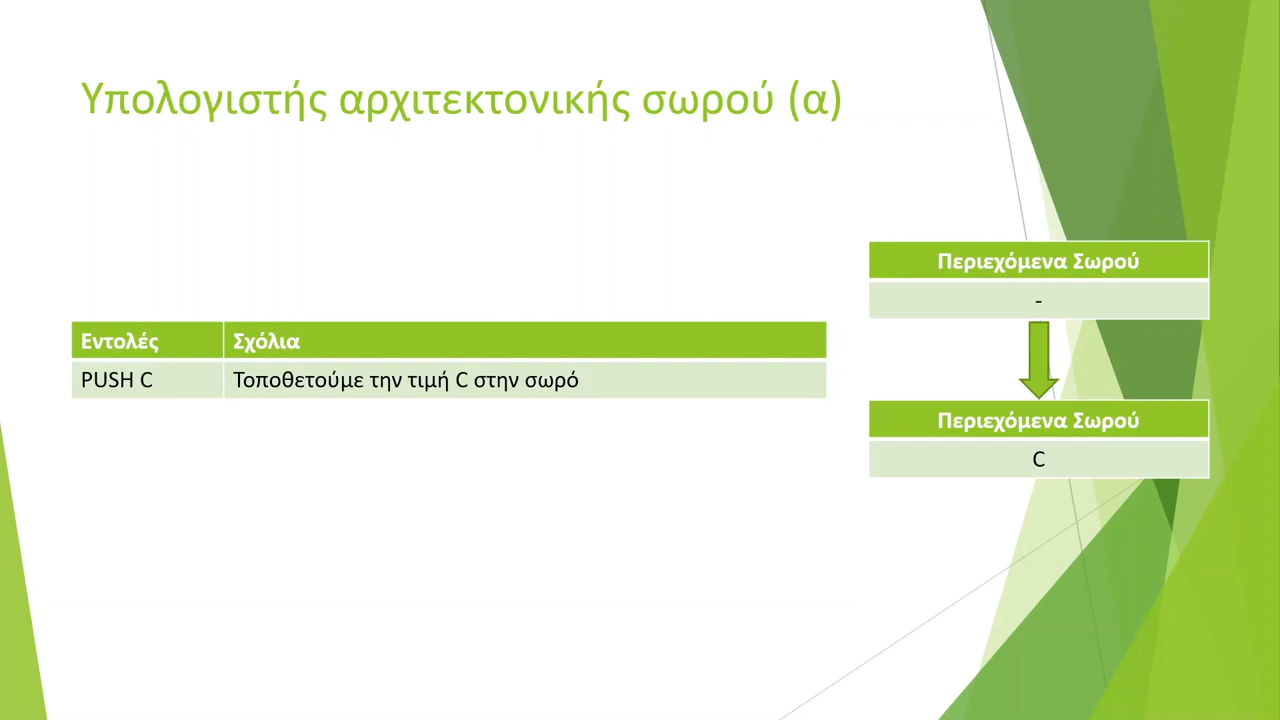 Υπολογιστής αρχιτεκτονικής σωρού (α)
Περιεχόμενα Σωρού
-
Εντολές Σχόλια
PUSH C Τοποθετούμε την τιμή C στην σωρό
Περιεχόμενα Σωρού
C